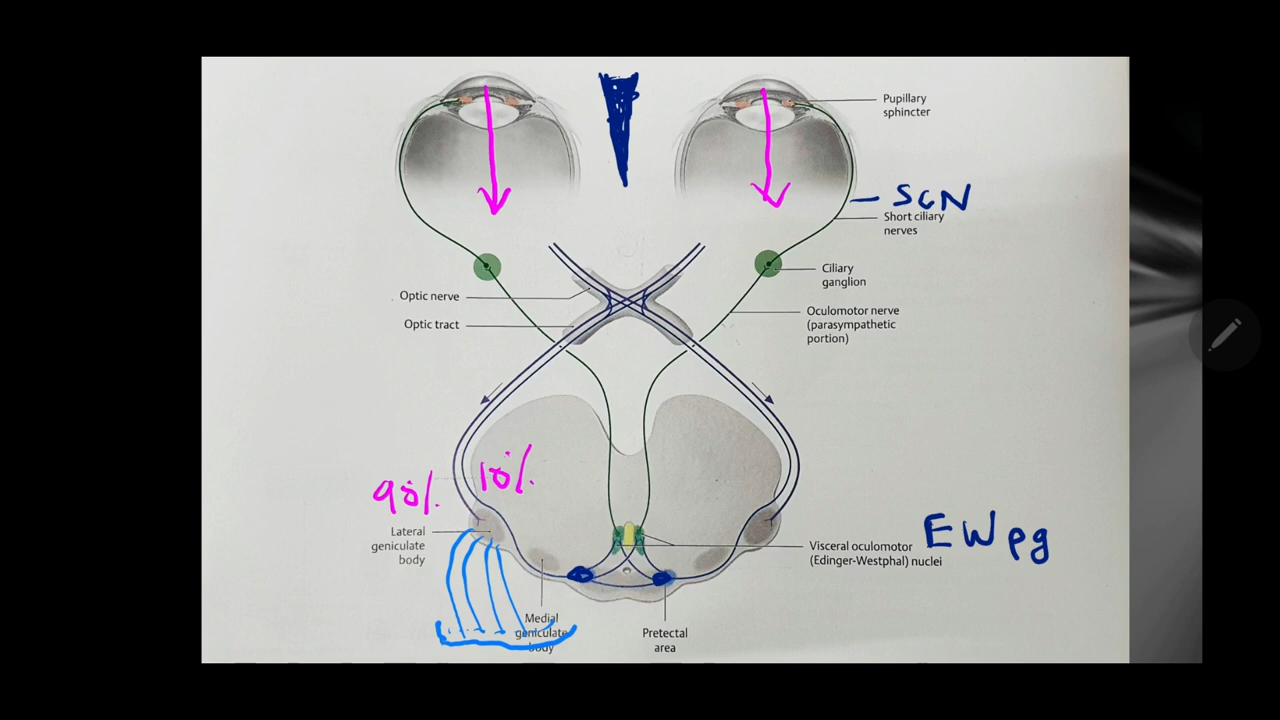 Pupillary
sphincter
SCN
Short ciliary
nerves
Ciliary
ganglion
Optic nerve
Optic tract
Oculomotor nerve
(parasympathetic
portion)
90%.
10%.
Lateral
geniculate
body
EWpg
Visceral oculomotor
(Edinger-Westphal) nuclei
Medial
geniculate
body
Pretectal
area